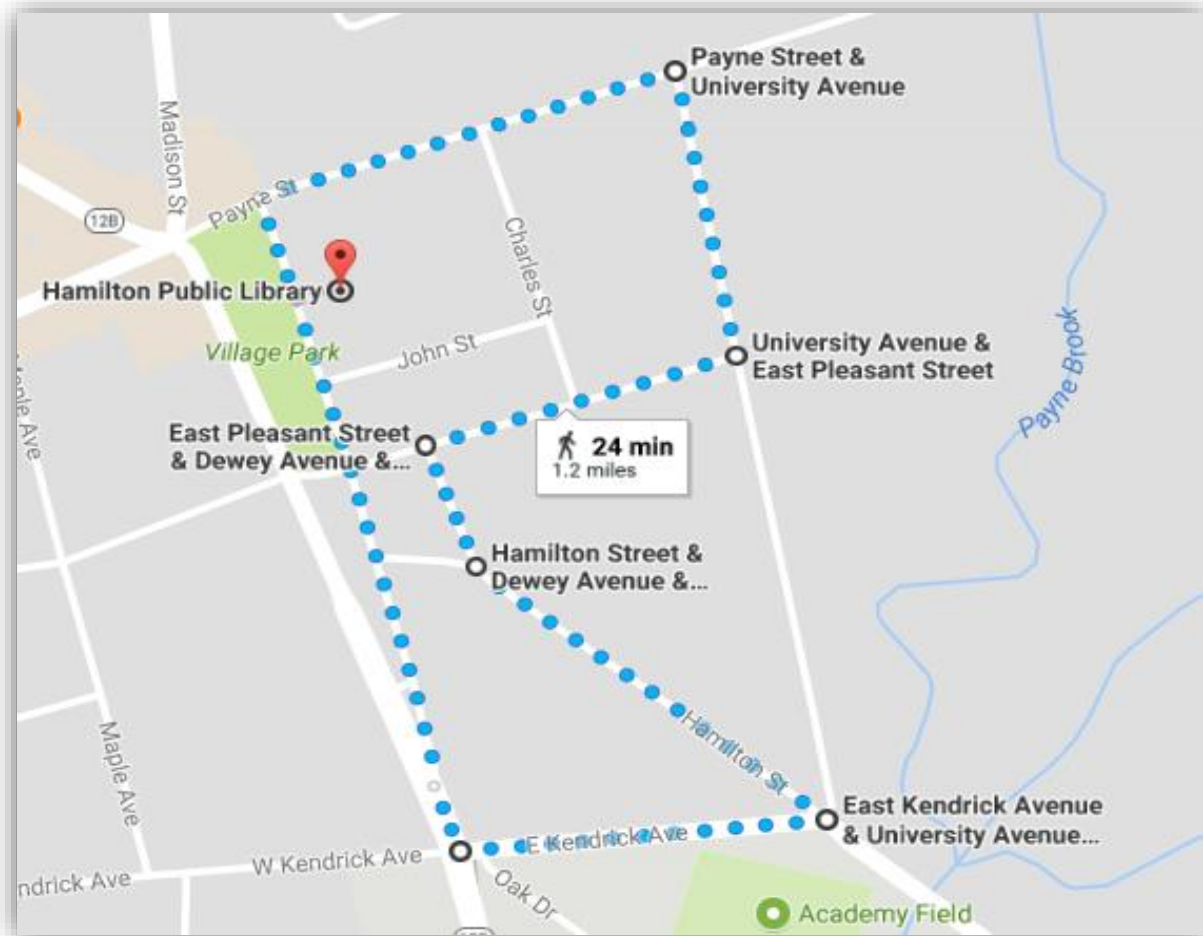 Payne Street &
University Avenue
Madison St
12B
Payne St
Charles St
Hamilton Public Library
Village Park
John St
University Avenue &
East Pleasant Street
Payne Brook
Maple Ave
East Pleasant Street
& Dewey Avenue &...
24 min
1.2 miles
Hamilton Street &
Dewey Avenue &...
Hamilton St
Maple Ave
East Kendrick Avenue
& University Avenue...
E Kendrick Ave
W Kendrick Ave
ndrick Ave
Oak Dr
Academy Field